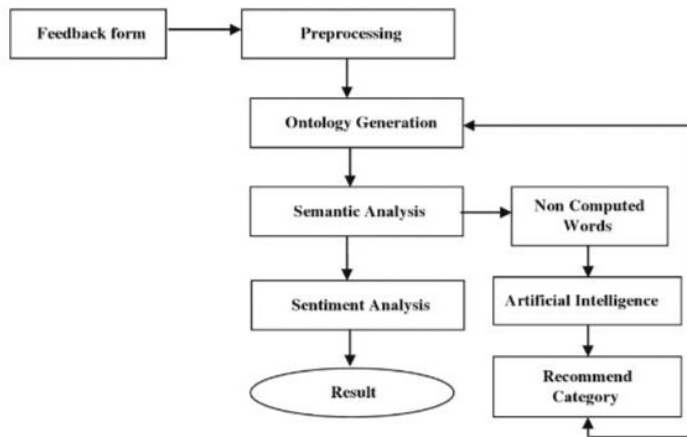 Feedback form
Preprocessing
Ontology Generation
Semantic Analysis
Non Computed
Words
Sentiment Analysis
Artificial Intelligence
Result
Recommend
Category